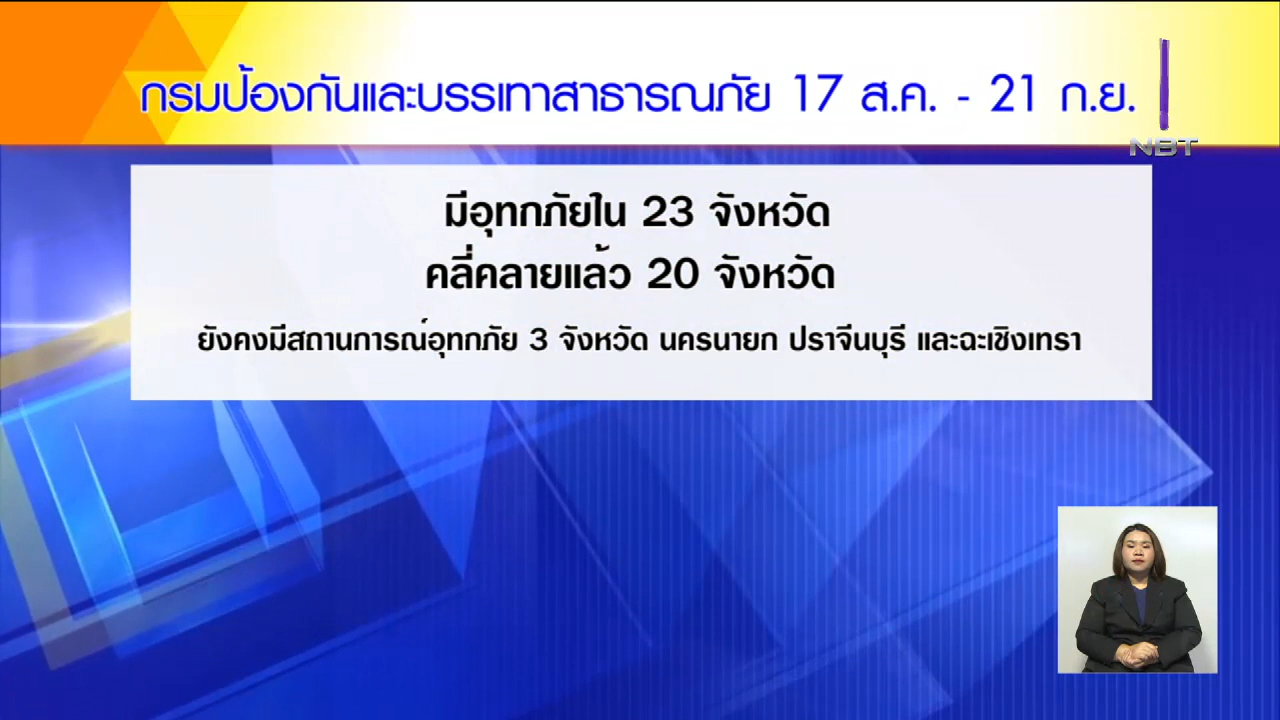 กรมป้องกันและบรรเทาสาธารณภัย 17 ส.ค. - 21 ก.ย.
NBT
มีอุทกภัยใน 23 จังหวัด
คลี่คลายแล้ว 20 จังหวัด
ยังคงมีสถานการณ์อุทกภัย 3 จังหวัด นครนายก ปราจีนบุรี และฉะเชิงเทรา